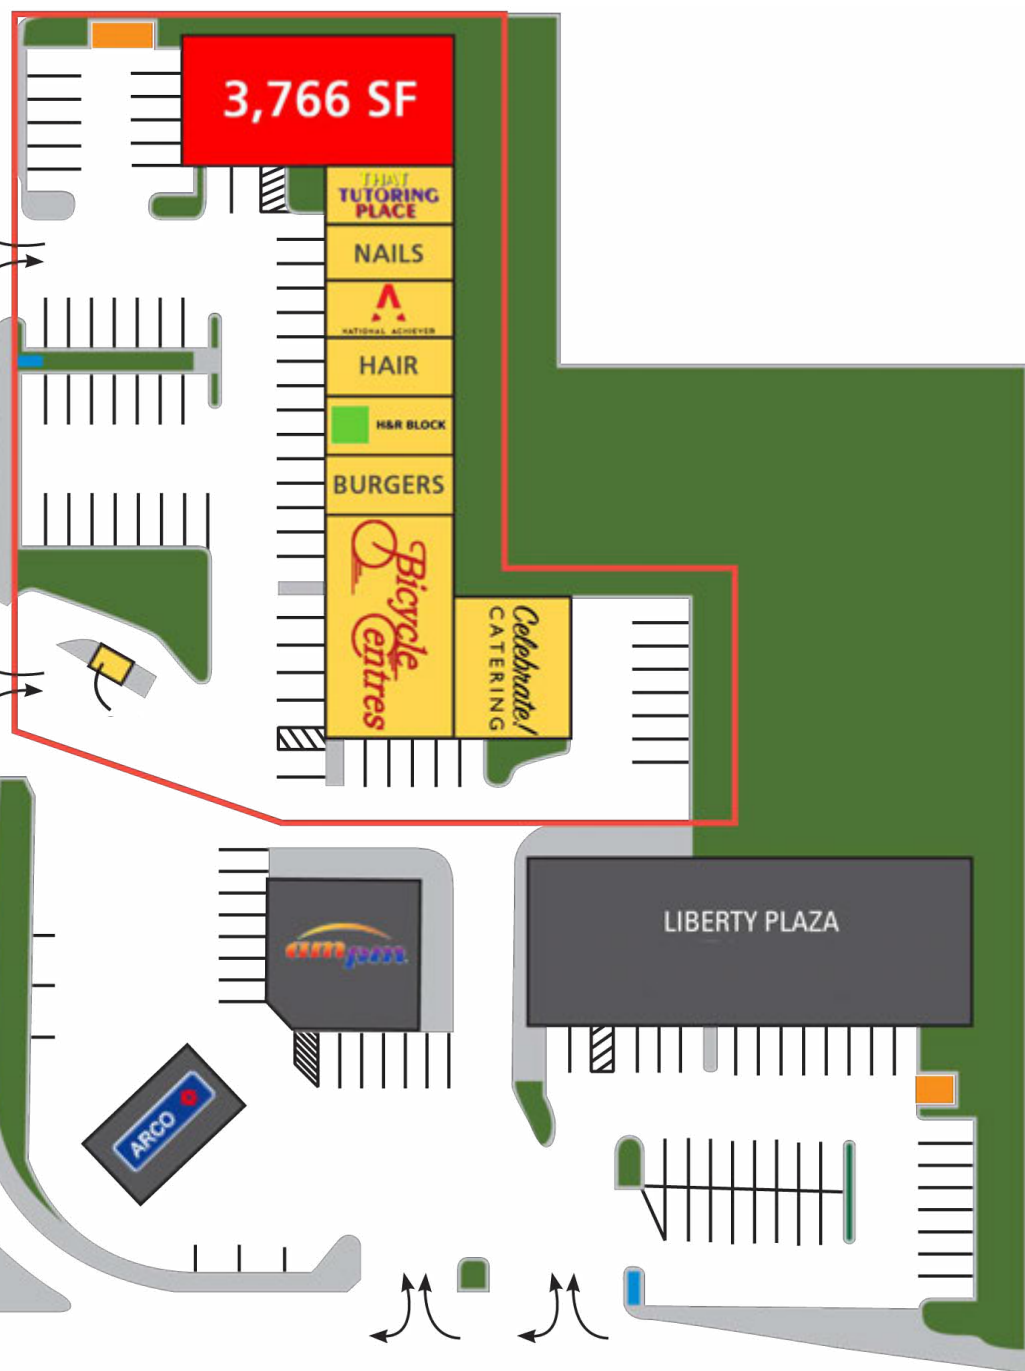 3,766 SF
THAT
TUTORING
PLACE
NAILS
NATIONAL ACHIEVER
HAIR
H&R BLOCK
BURGERS
Bicycle
Centres
Celebrate!
CATERING
ampm
LIBERTY PLAZA
ARCO